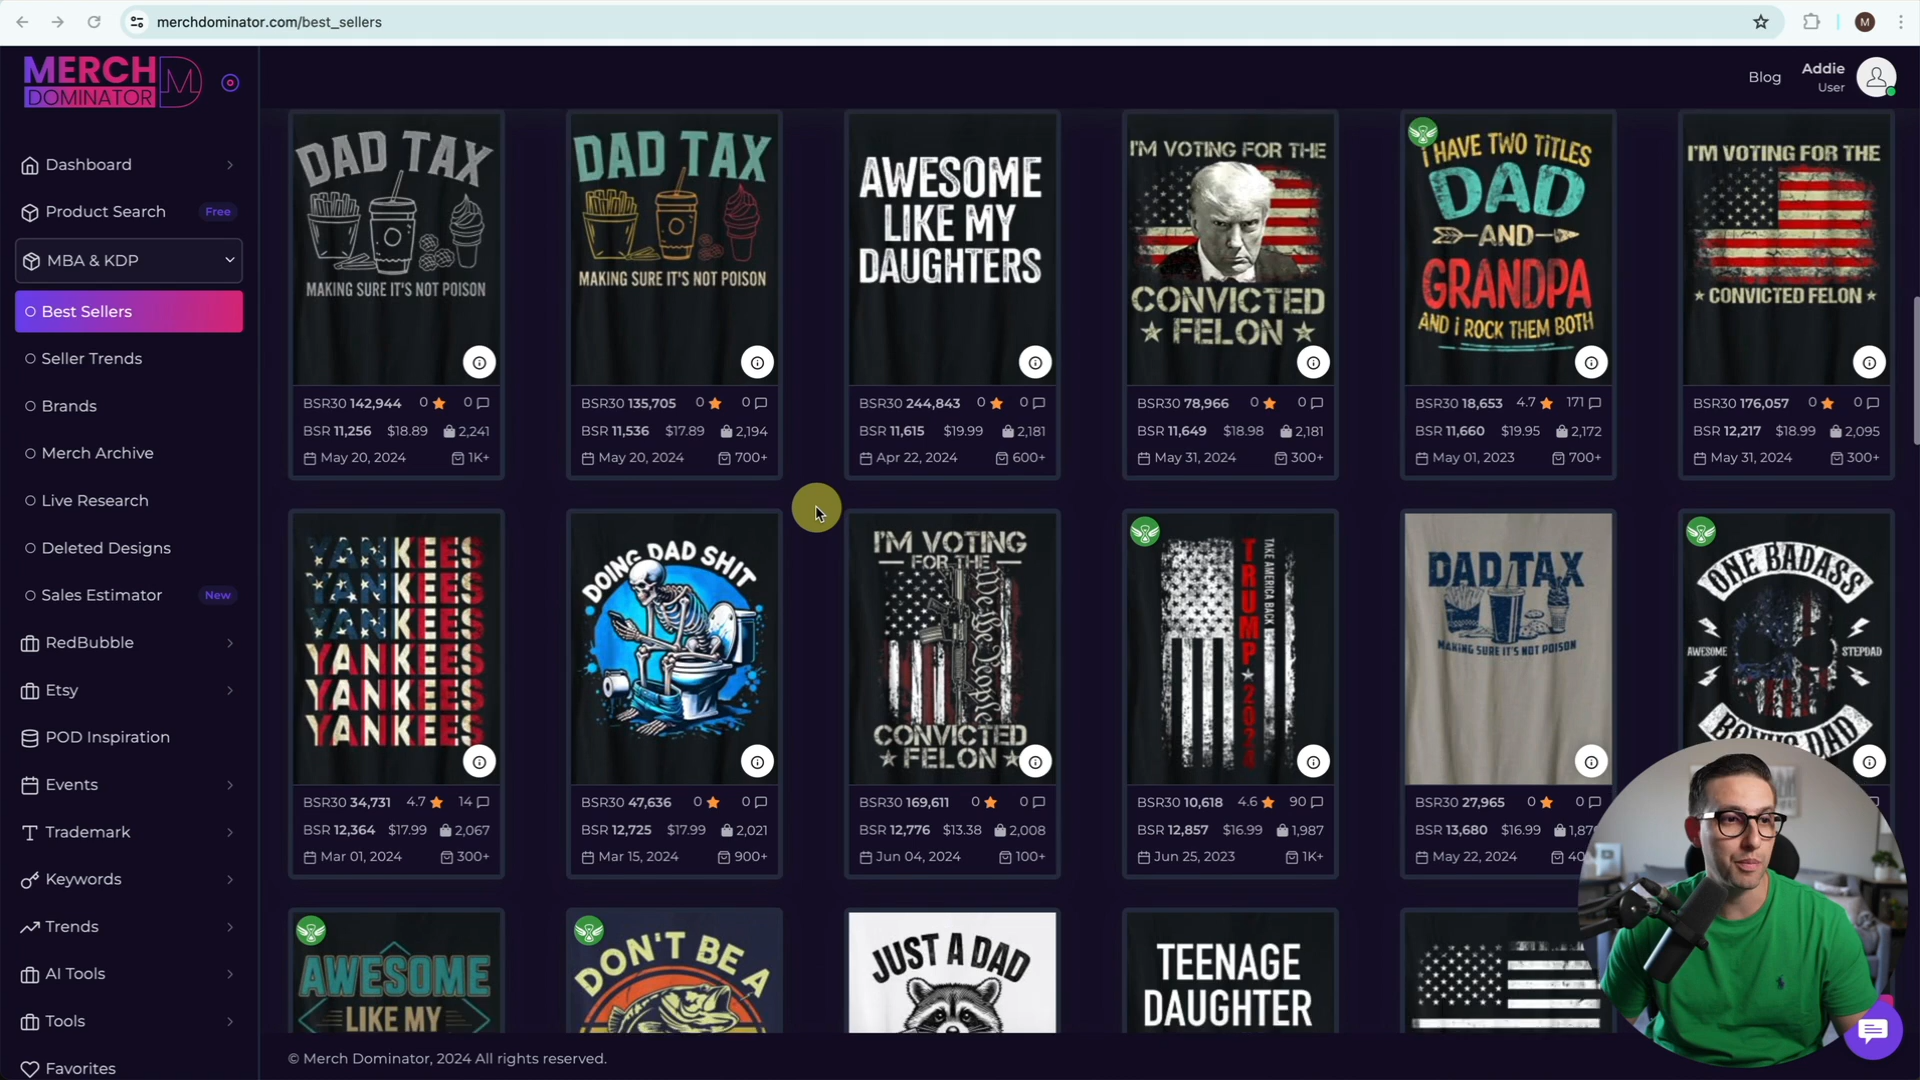 merchdominator.com/best_sellers
M
MERCH
DOMINATOR
Blog
Addie
User
Dashboard
Product Search
Free
MBA & KDP
Best Sellers
Seller Trends
Brands
Merch Archive
Live Research
Deleted Designs
Sales Estimator
New
RedBubble
Etsy
POD Inspiration
Events
Trademark
Keywords
Trends
AI Tools
Tools
Favorites
DAD TAX
MAKING SURE IT'S NOT POISON
BSR30 142,944 0 0
BSR 11,256 $18.89 2,241
May 20, 2024 1K+
DAD TAX
MAKING SURE IT'S NOT POISON
BSR30 135,705 0 0
BSR 11,536 $17.89 2,194
May 20, 2024 700+
AWESOME
LIKE MY
DAUGHTERS
BSR30 244,843 0 0
BSR 11,615 $19.99 2,181
Apr 22, 2024 600+
I'M VOTING FOR THE
CONVICTED
FELON
BSR30 78,966 0 0
BSR 11,649 $18.98 2,181
May 31, 2024 300+
I HAVE TWO TITLES
DAD
AND
GRANDPA
AND I ROCK THEM BOTH
BSR30 18,653 4.7 171
BSR 11,660 $19.95 2,172
May 01, 2023 700+
I'M VOTING FOR THE
CONVICTED FELON
BSR30 176,057 0 0
BSR 12,217 $18.99 2,095
May 31, 2024 300+
YANKEES
YANKEES
YANKEES
YANKEES
YANKEES
YANKEES
BSR30 34,731 4.7 14
BSR 12,364 $17.99 2,067
Mar 01, 2024 300+
DOING DAD SHIT
BSR30 47,636 0 0
BSR 12,725 $17.99 2,021
Mar 15, 2024 900+
I'M VOTING
FOR THE
We the People
CONVICTED
FELON
BSR30 169,611 0 0
BSR 12,776 $13.38 2,008
Jun 04, 2024 100+
TRUMP 2024
TAKE AMERICA BACK
BSR30 10,618 4.6 90
BSR 12,857 $16.99 1,987
Jun 25, 2023 1K+
DAD TAX
MAKING SURE IT'S NOT POISON
BSR30 27,965 0 0
BSR 13,680 $16.99 1,87
May 22, 2024 40
ONE BADASS
AWESOME STEPDAD
BONUS DAD
AWESOME
LIKE MY
DON'T BE A
JUST A DAD
TEENAGE
DAUGHTER
© Merch Dominator, 2024 All rights reserved.